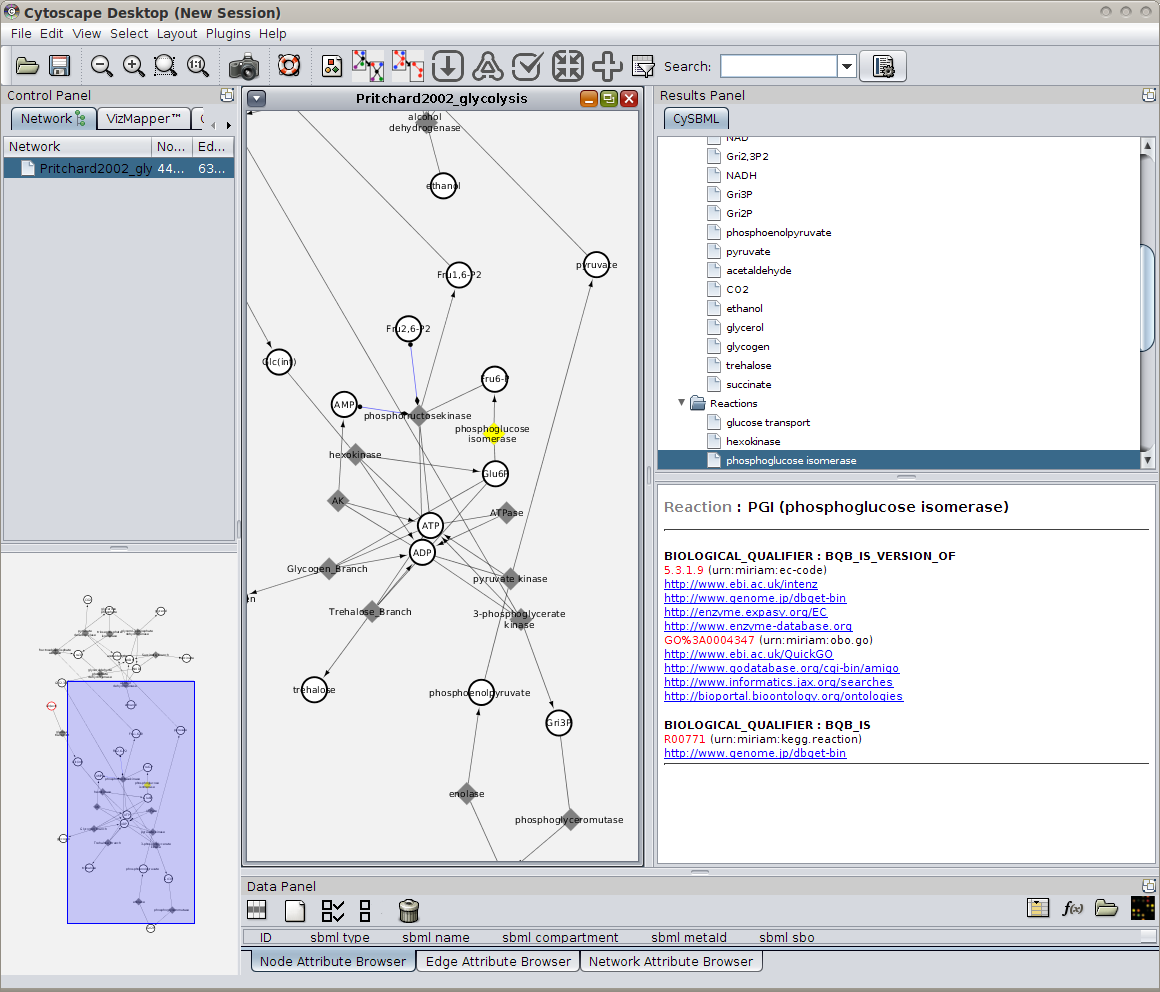 Cytoscape Desktop (New Session)
File Edit View Select Layout Plugins Help
Search:
Control Panel
Network VizMapper™
Network No... Ed...
Pritchard2002_gly 44... 63...
Pritchard2002_glycolysis
alcohol
dehydrogenase
ethanol
pyruvate
Fru1,6-P2
Fru2,6-P2
Glc(int)
Fru6-P
AMP
phosphofructosekinase
phosphoglucose
isomerase
hexokinase
Glu6P
AK
ATPase
ATP
ADP
Glycogen_Branch
pyruvate kinase
Trehalose_Branch
3-phosphoglycerate
kinase
trehalose
phosphoenolpyruvate
Gri3P
enolase
phosphoglyceromutase
Results Panel
CySBML
NAD
Gri2,3P2
NADH
Gri3P
Gri2P
phosphoenolpyruvate
pyruvate
acetaldehyde
CO2
ethanol
glycerol
glycogen
trehalose
succinate
Reactions
glucose transport
hexokinase
phosphoglucose isomerase
Reaction : PGI (phosphoglucose isomerase)
BIOLOGICAL_QUALIFIER : BQB_IS_VERSION_OF
5.3.1.9 (urn:miriam:ec-code)
http://www.ebi.ac.uk/intenz
http://www.genome.jp/dbget-bin
http://enzyme.expasy.org/EC
http://www.enzyme-database.org
GO%3A0004347 (urn:miriam:obo.go)
http://www.ebi.ac.uk/QuickGO
http://www.godatabase.org/cgi-bin/amigo
http://www.informatics.jax.org/searches
http://bioportal.bioontology.org/ontologies
BIOLOGICAL_QUALIFIER : BQB_IS
R00771 (urn:miriam:kegg.reaction)
http://www.genome.jp/dbget-bin
Data Panel
f(x)
ID sbml type sbml name sbml compartment sbml metaId sbml sbo
Node Attribute Browser Edge Attribute Browser Network Attribute Browser